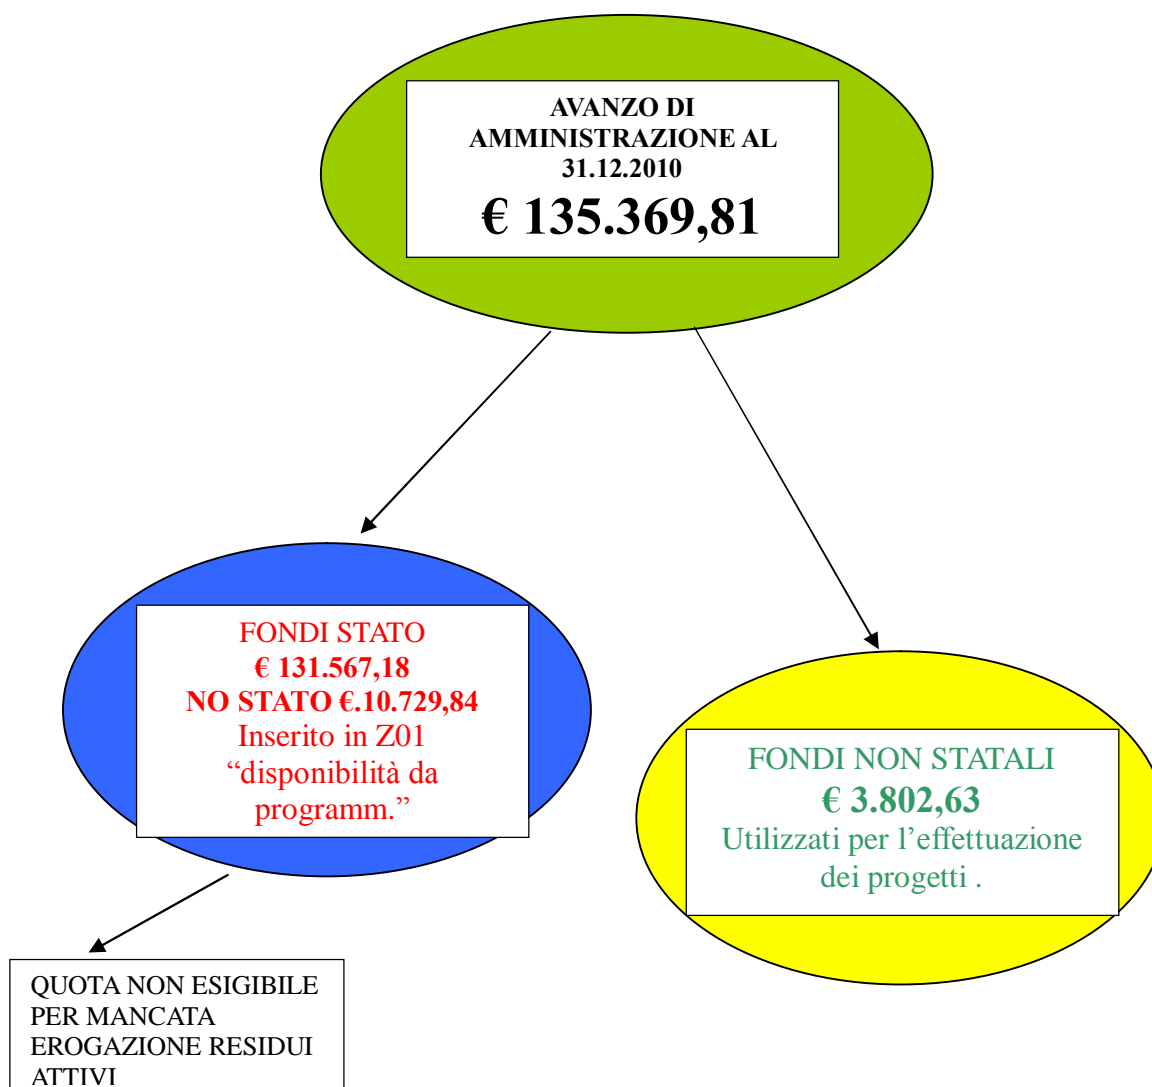 AVANZO DI
AMMINISTRAZIONE AL
31.12.2010
€ 135.369,81
FONDI STATO
€ 131.567,18
NO STATO €.10.729,84
Inserito in Z01
“disponibilità da
programm.”
FONDI NON STATALI
€ 3.802,63
Utilizzati per l’effettuazione
dei progetti .
QUOTA NON ESIGIBILE
PER MANCATA
EROGAZIONE RESIDUI
ATTIVI